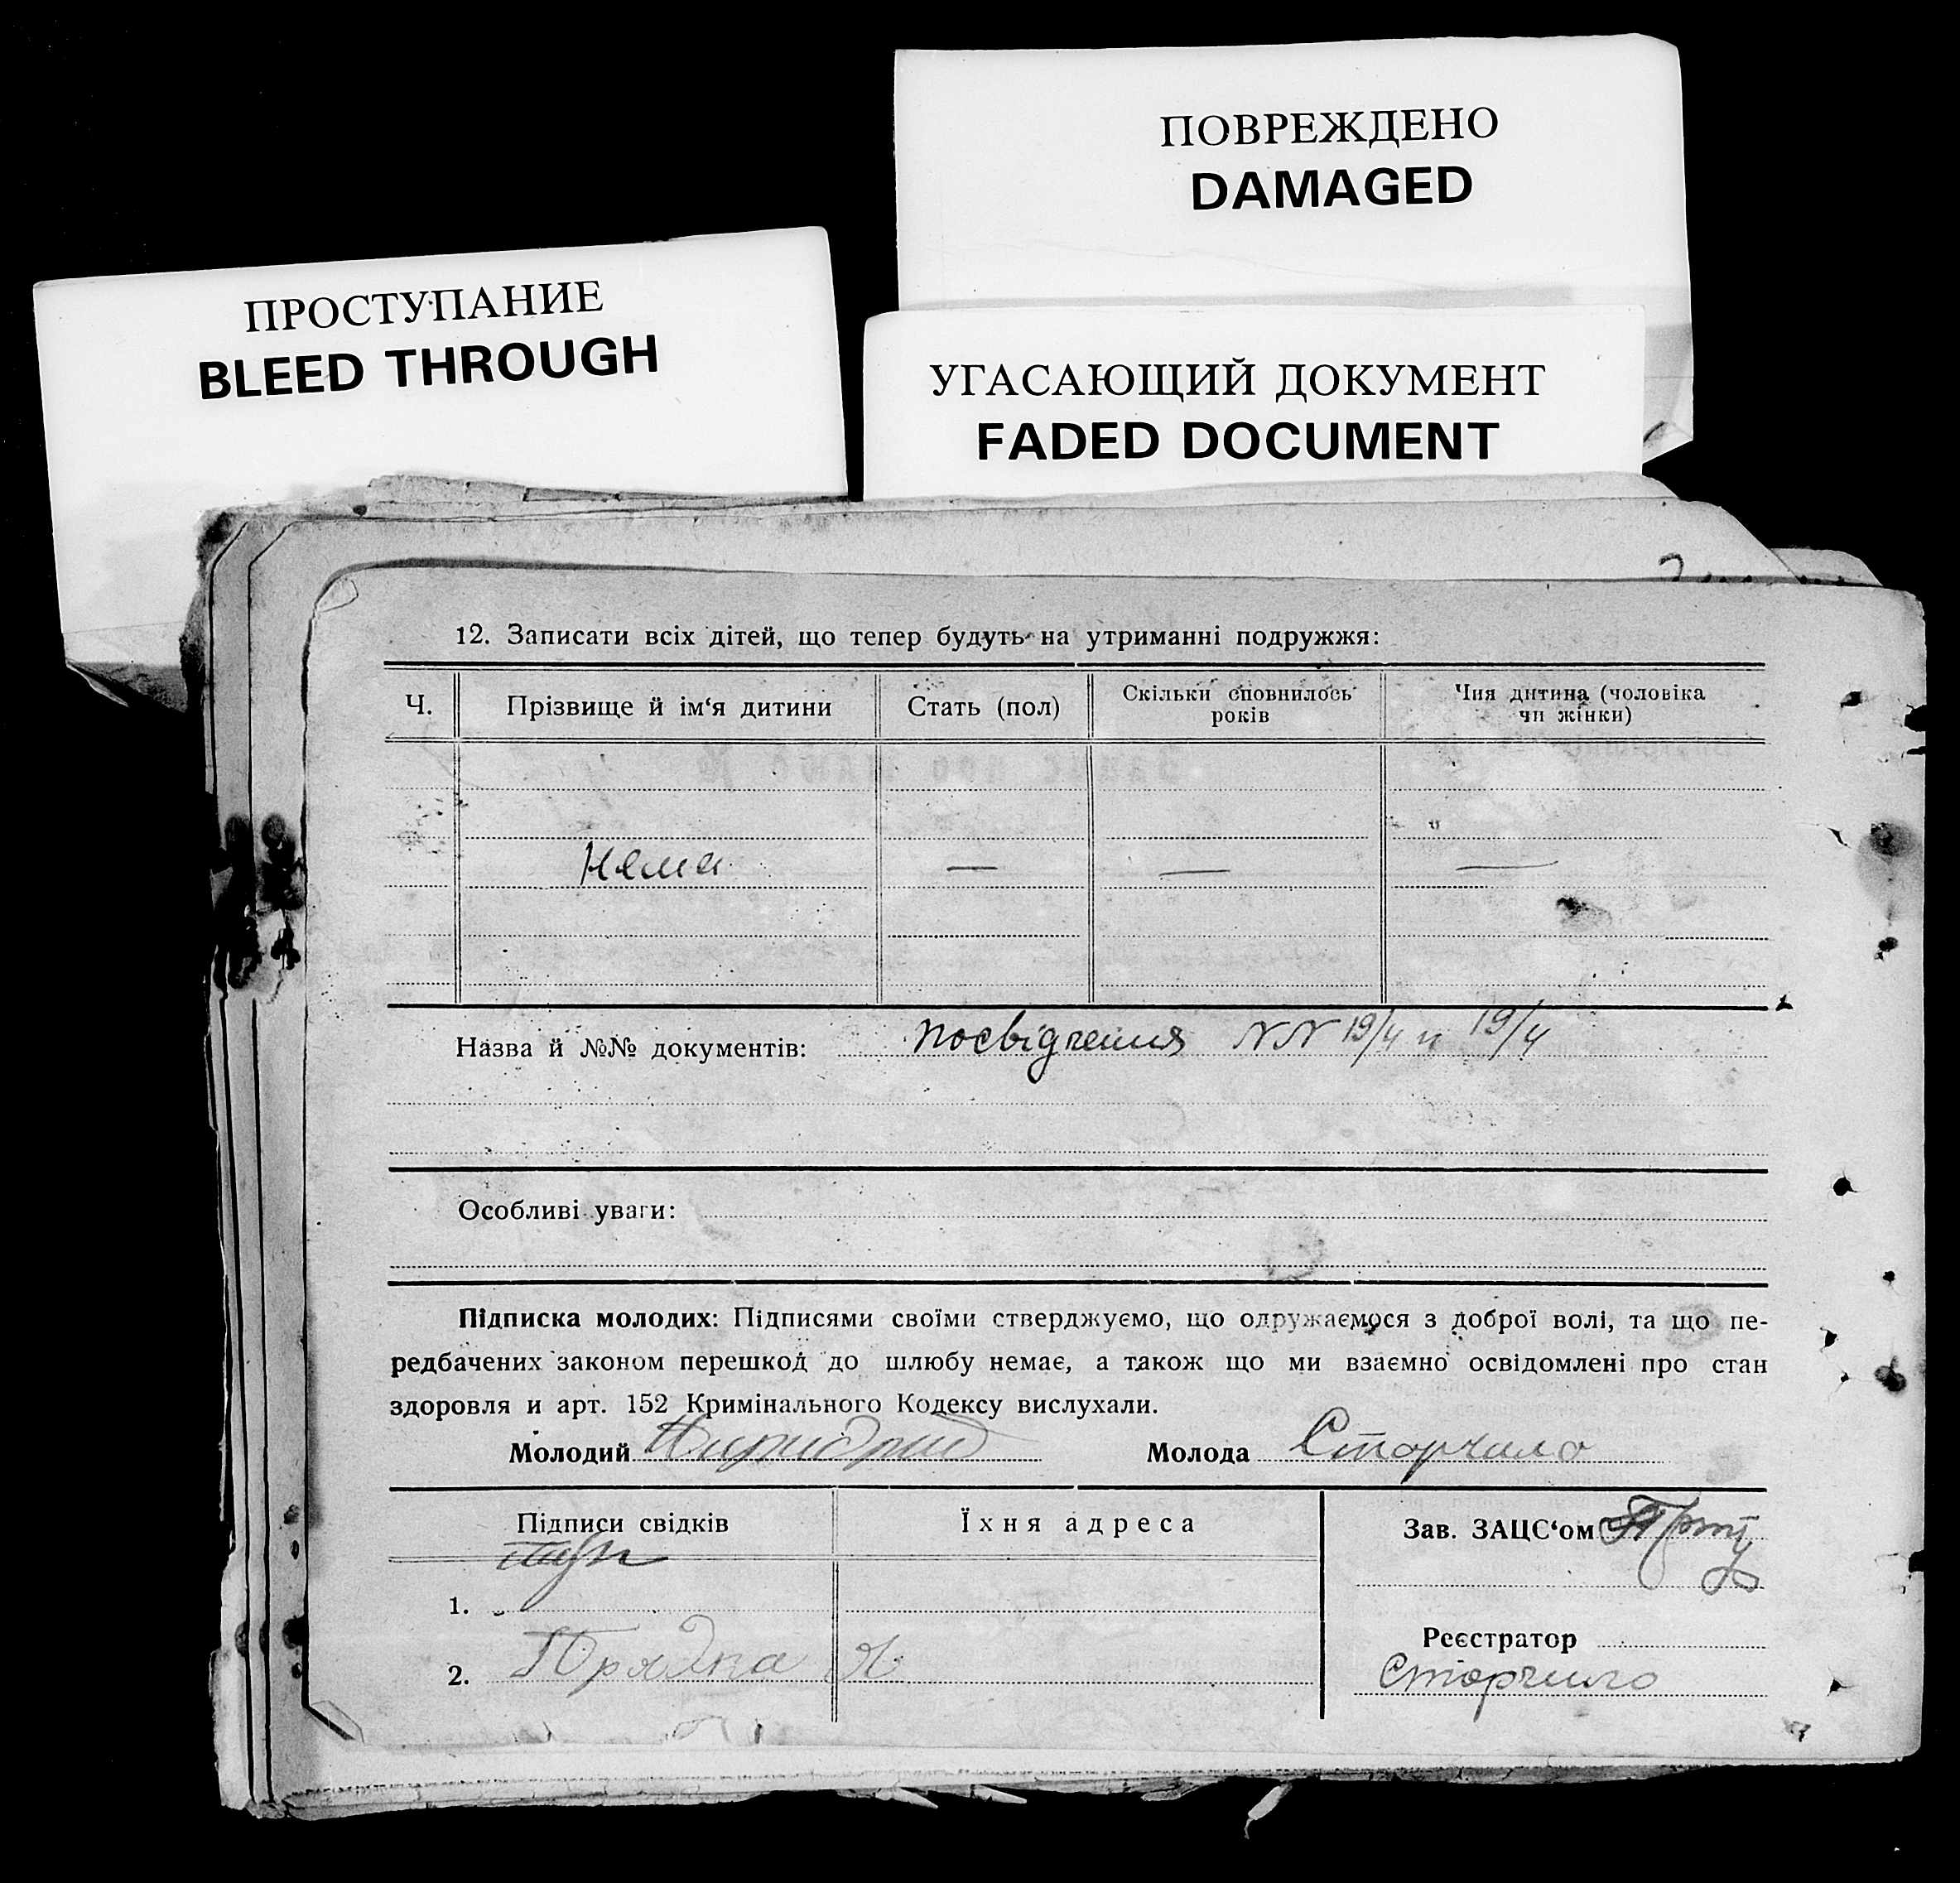 ПОВРЕЖДЕНО
DAMAGED
ПРОСТУПАНИЕ
BLEED THROUGH
УГАСАЮЩИЙ ДОКУМЕНТ
FADED DOCUMENT
12. Записати всіх дітей, що тепер будуть на утриманні подружжя:
Ч.
Прізвище й ім‘я дитини
Стать (пол)
Скільки сповнилось
років
Чия дитина (чоловіка
чи жінки)
Нема — — —
Назва й №№ документів: посвідчення NN 19/4 и 19/4
Особливі уваги:
Підписка молодих: Підписями своїми стверджуємо, що одружаємося з доброї волі, та що пе-
редбачених законом перешкод до шлюбу немає, а також що ми взаємно освідомлені про стан
здоровля и арт. 152 Кримінального Кодексу вислухали.
Молодий
Молода Сторчило
Підписи свідків
Їхня адреса
Зав. ЗАЦС‘ом
1.
2.
Реєстратор
Сторчило